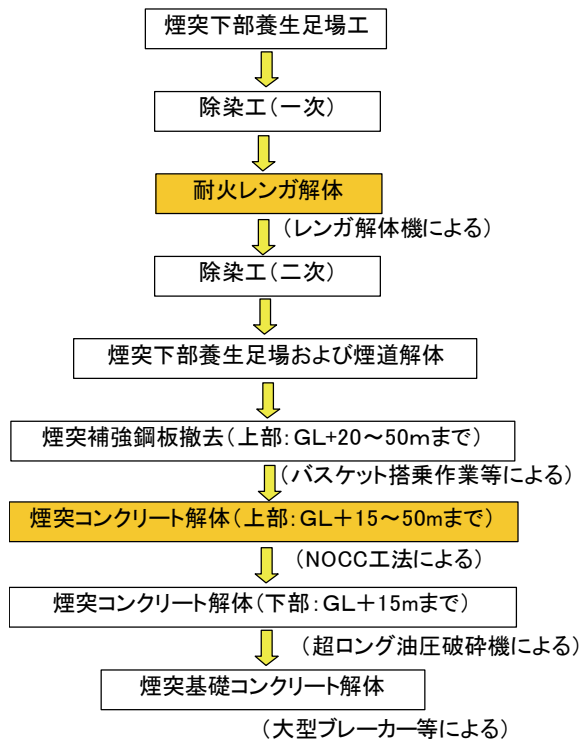 煙突下部養生足場工
除染工(一次)
耐火レンガ解体
(レンガ解体機による)
除染工(二次)
煙突下部養生足場および煙道解体
煙突補強鋼板撤去(上部:GL+20～50mまで)
(バスケット搭乗作業等による)
煙突コンクリート解体(上部:GL＋15～50mまで)
(NOCC工法による)
煙突コンクリート解体(下部:GL＋15mまで)
(超ロング油圧破砕機による)
煙突基礎コンクリート解体
(大型ブレーカー等による)